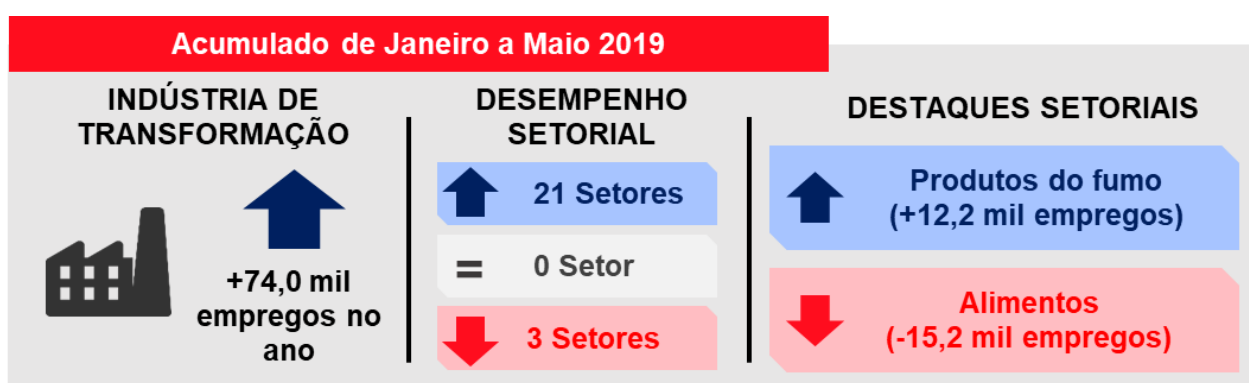 Acumulado de Janeiro a Maio 2019
INDÚSTRIA DE
TRANSFORMAÇÃO
+74,0 mil
empregos no
ano
DESEMPENHO
SETORIAL
21 Setores
= 0 Setor
3 Setores
DESTAQUES SETORIAIS
Produtos do fumo
(+12,2 mil empregos)
Alimentos
(-15,2 mil empregos)